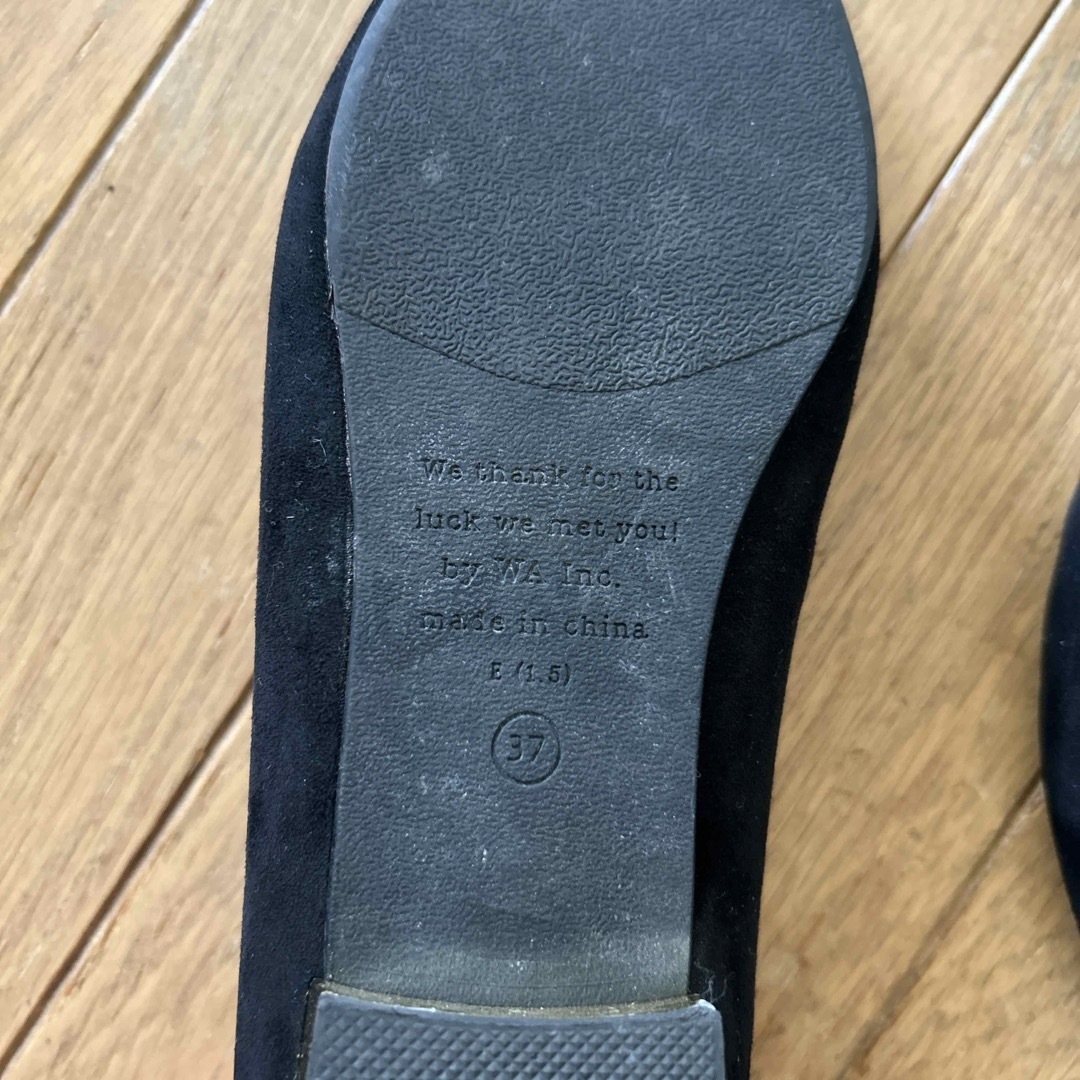 We thank for the
luck we met you!
by WA Inc.
made in china
E (1.5)
37